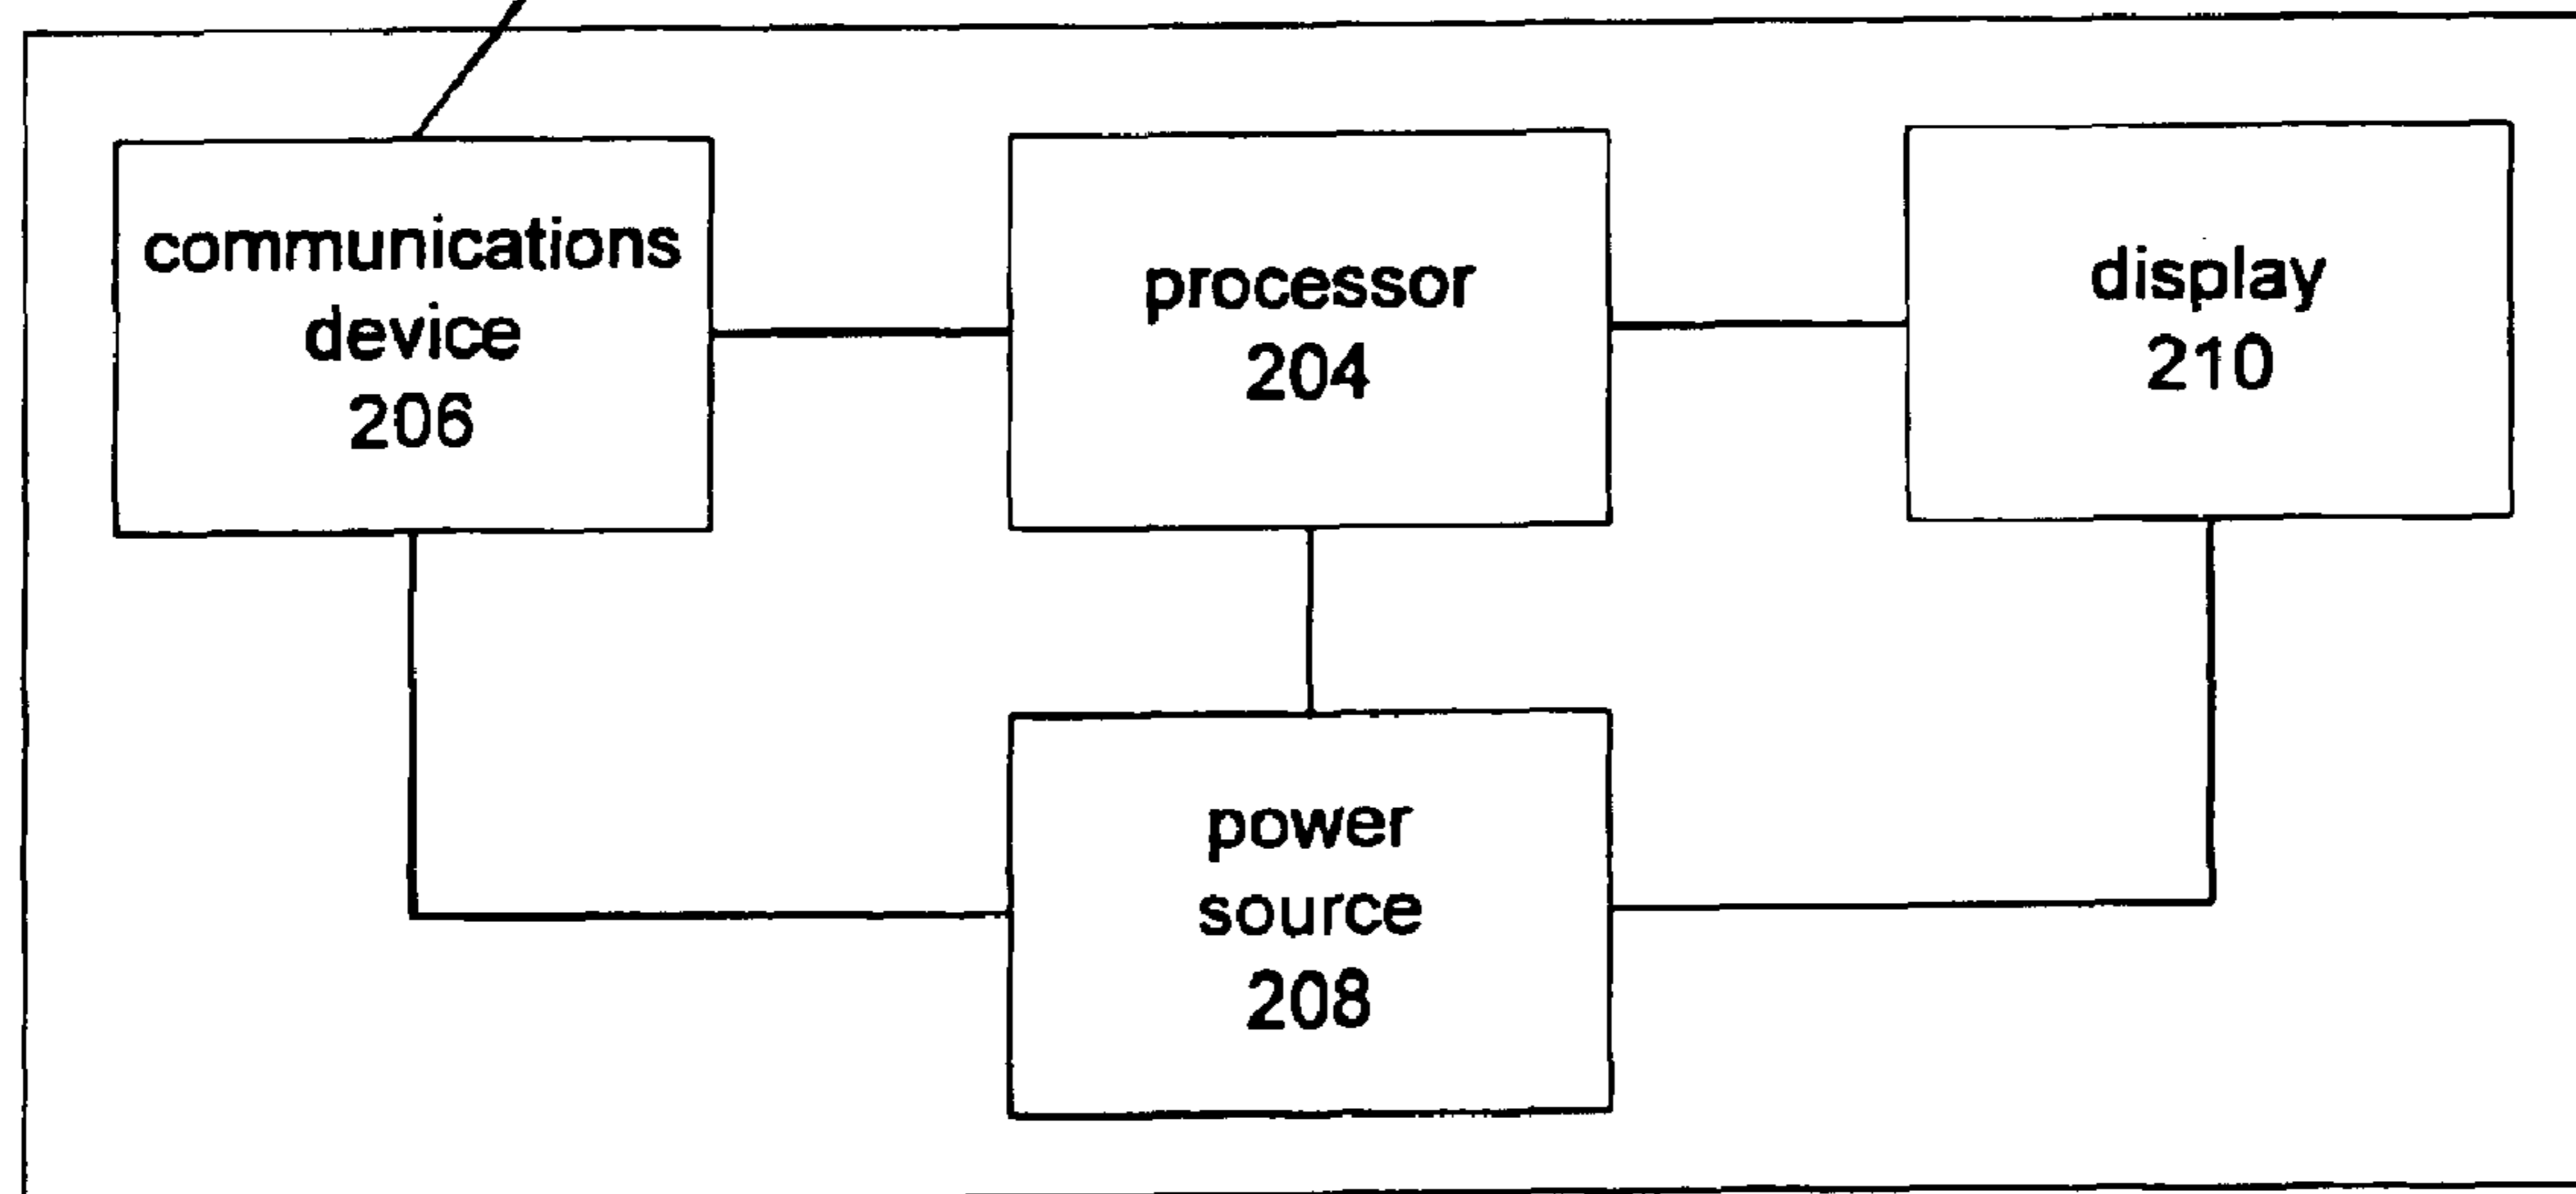 communications
device
206
processor
204
display
210
power
source
208